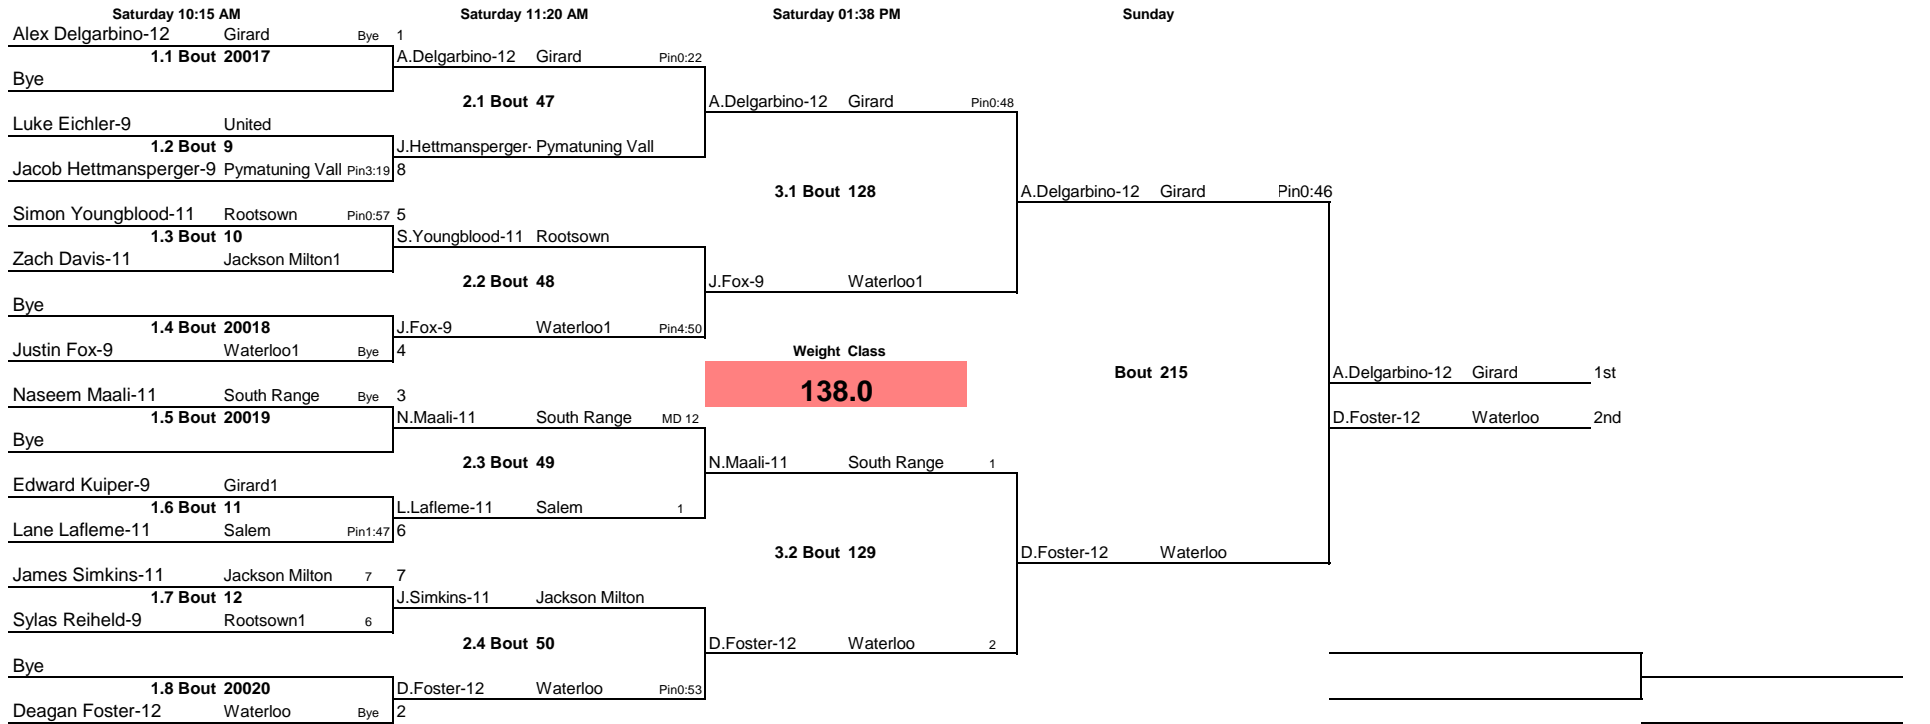 Saturday 10:15 AM Saturday 11:20 AM Saturday 01:38 PM Sunday
Alex Delgarbino-12 Girard Bye 1
1.1 Bout 20017 A.Delgarbino-12 Girard Pin0:22
Bye
2.1 Bout 47 A.Delgarbino-12 Girard Pin0:48
Luke Eichler-9 United
1.2 Bout 9 J.Hettmansperger- Pymatuning Vall
Jacob Hettmansperger-9 Pymatuning Vall Pin3:19 8
3.1 Bout 128 A.Delgarbino-12 Girard Pin0:46
Simon Youngblood-11 Rootsown Pin0:57 5
1.3 Bout 10 S.Youngblood-11 Rootsown
Zach Davis-11 Jackson Milton1
2.2 Bout 48 J.Fox-9 Waterloo1
Bye
1.4 Bout 20018 J.Fox-9 Waterloo1 Pin4:50
Justin Fox-9 Waterloo1 Bye 4 Weight Class
Bout 215 A.Delgarbino-12 Girard 1st
138.0
Naseem Maali-11 South Range Bye 3
1.5 Bout 20019 N.Maali-11 South Range MD 12 D.Foster-12 Waterloo 2nd
Bye
2.3 Bout 49 N.Maali-11 South Range 1
Edward Kuiper-9 Girard1
1.6 Bout 11 L.Lafleme-11 Salem 1
Lane Lafleme-11 Salem Pin1:47 6
3.2 Bout 129 D.Foster-12 Waterloo
James Simkins-11 Jackson Milton 7 7
1.7 Bout 12 J.Simkins-11 Jackson Milton
Sylas Reiheld-9 Rootsown1 6
2.4 Bout 50 D.Foster-12 Waterloo 2
Bye
1.8 Bout 20020 D.Foster-12 Waterloo Pin0:53
Deagan Foster-12 Waterloo Bye 2